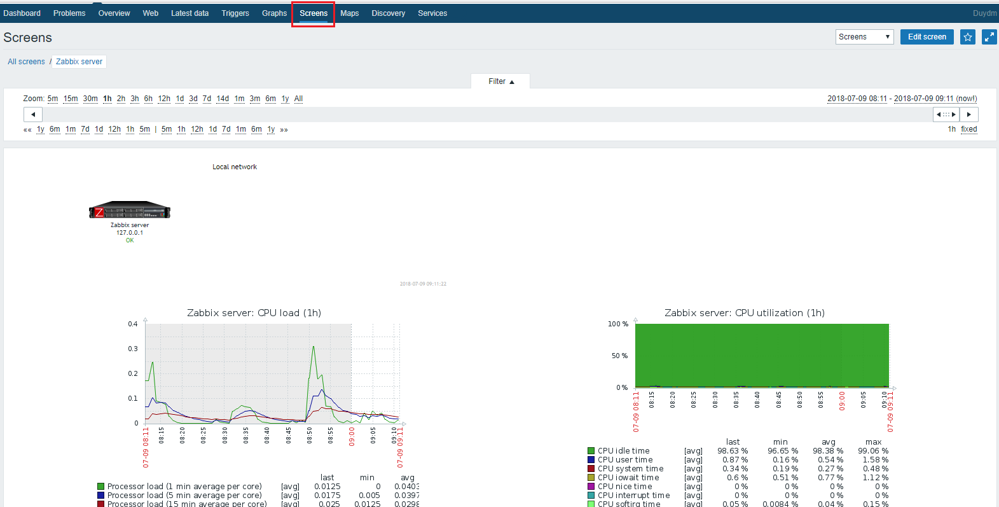 Dashboard Problems Overview Web Latest data Triggers Graphs Screens Maps Discovery Services Duydm
Screens
Screens ▼ Edit screen
All screens / Zabbix server
Filter ▲
Zoom: 5m 15m 30m 1h 2h 3h 6h 12h 1d 3d 7d 14d 1m 3m 6m 1y All
2018-07-09 08:11 - 2018-07-09 09:11 (now!)
«« 1y 6m 1m 7d 1d 12h 1h 5m | 5m 1h 12h 1d 7d 1m 6m 1y »»
1h fixed
Local network
Z
Zabbix server
127.0.0.1
OK
2018-07-09 09:11:22
Zabbix server: CPU load (1h)
0.4
0.3
0.2
0.1
0
07-09 08:11 08:15 08:20 08:25 08:30 08:35 08:40 08:45 08:50 08:55 09:00 09:05 09:10 07-09 09:11
last min avg
Processor load (1 min average per core) [avg] 0.0125 0 0.0403
Processor load (5 min average per core) [avg] 0.0175 0.005 0.0397
Processor load (15 min average per core) [avg] 0.025 0.0125 0.0298
Zabbix server: CPU utilization (1h)
100 %
50 %
0 %
07-09 08:11 08:15 08:20 08:25 08:30 08:35 08:40 08:45 08:50 08:55 09:00 09:05 09:10 07-09 09:11
last min avg max
CPU idle time [avg] 98.63 % 96.65 % 98.38 % 99.06 %
CPU user time [avg] 0.87 % 0.16 % 0.54 % 1.58 %
CPU system time [avg] 0.34 % 0.19 % 0.27 % 0.48 %
CPU iowait time [avg] 0.6 % 0.51 % 0.77 % 1.12 %
CPU nice time [avg] 0 % 0 % 0 % 0 %
CPU interrupt time [avg] 0 % 0 % 0 % 0 %
CPU softirq time [avg] 0.05 % 0.0084 % 0.04 % 0.15 %